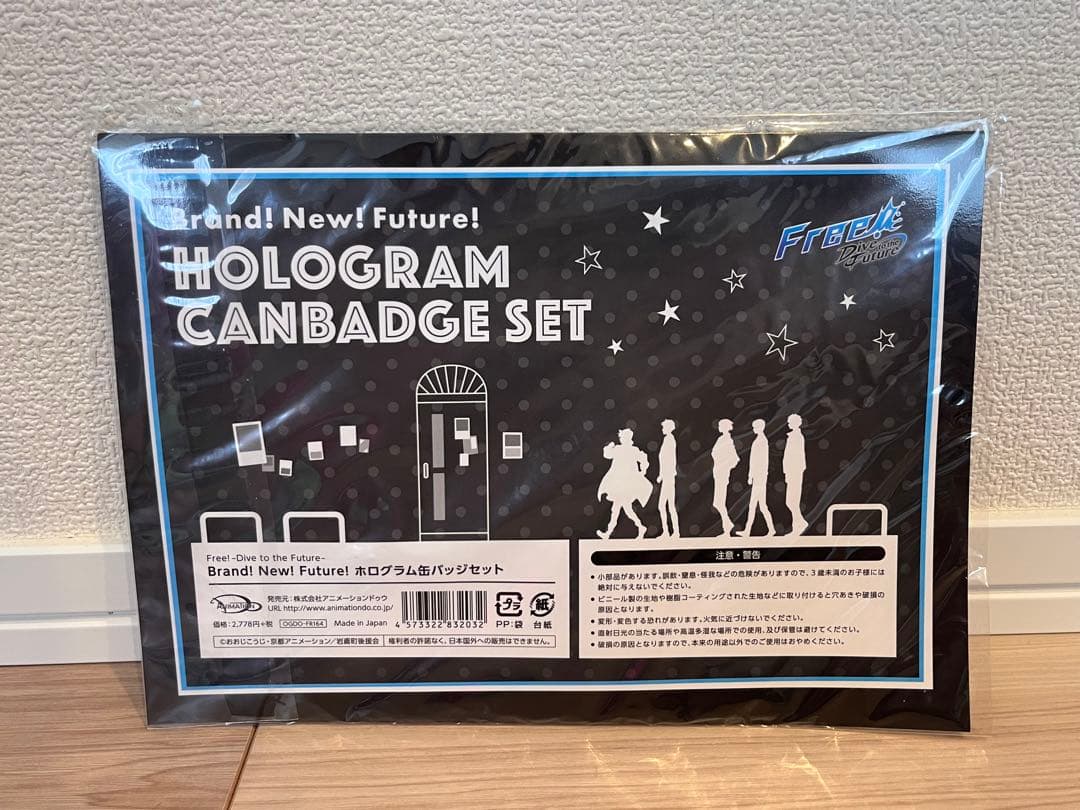 Brand! New! Future!
HOLOGRAM
CANBADGE SET
Free!
Dive to the
Future
Free! -Dive to the Future-
Brand! New! Future! ホログラム缶バッジセット
ANIMATION DO
発売元：株式会社アニメーションドゥウ
URL http://www.animationdo.co.jp/
価格：2,778円+税 OGDO-FR164 Made in Japan
4 573322 832032
プラ
PP：袋
紙
台紙
©おおじこうじ・京都アニメーション／岩鳶町後援会 権利者の許諾なく、日本国外への販売はできません。
注意・警告
● 小部品があります。誤飲・窒息・怪我などの危険がありますので、3歳未満のお子様には
絶対に与えないでください。
● ビニール製の生地や樹脂コーティングされた生地などに取り付けると穴あきや破損の
原因となります。
● 変形・変色する恐れがあります。火気に近づけないでください。
● 直射日光の当たる場所や高温多湿な場所での使用、及び保管は避けてください。
● 破損の原因となりますので、本来の用途以外でのご使用はおやめください。